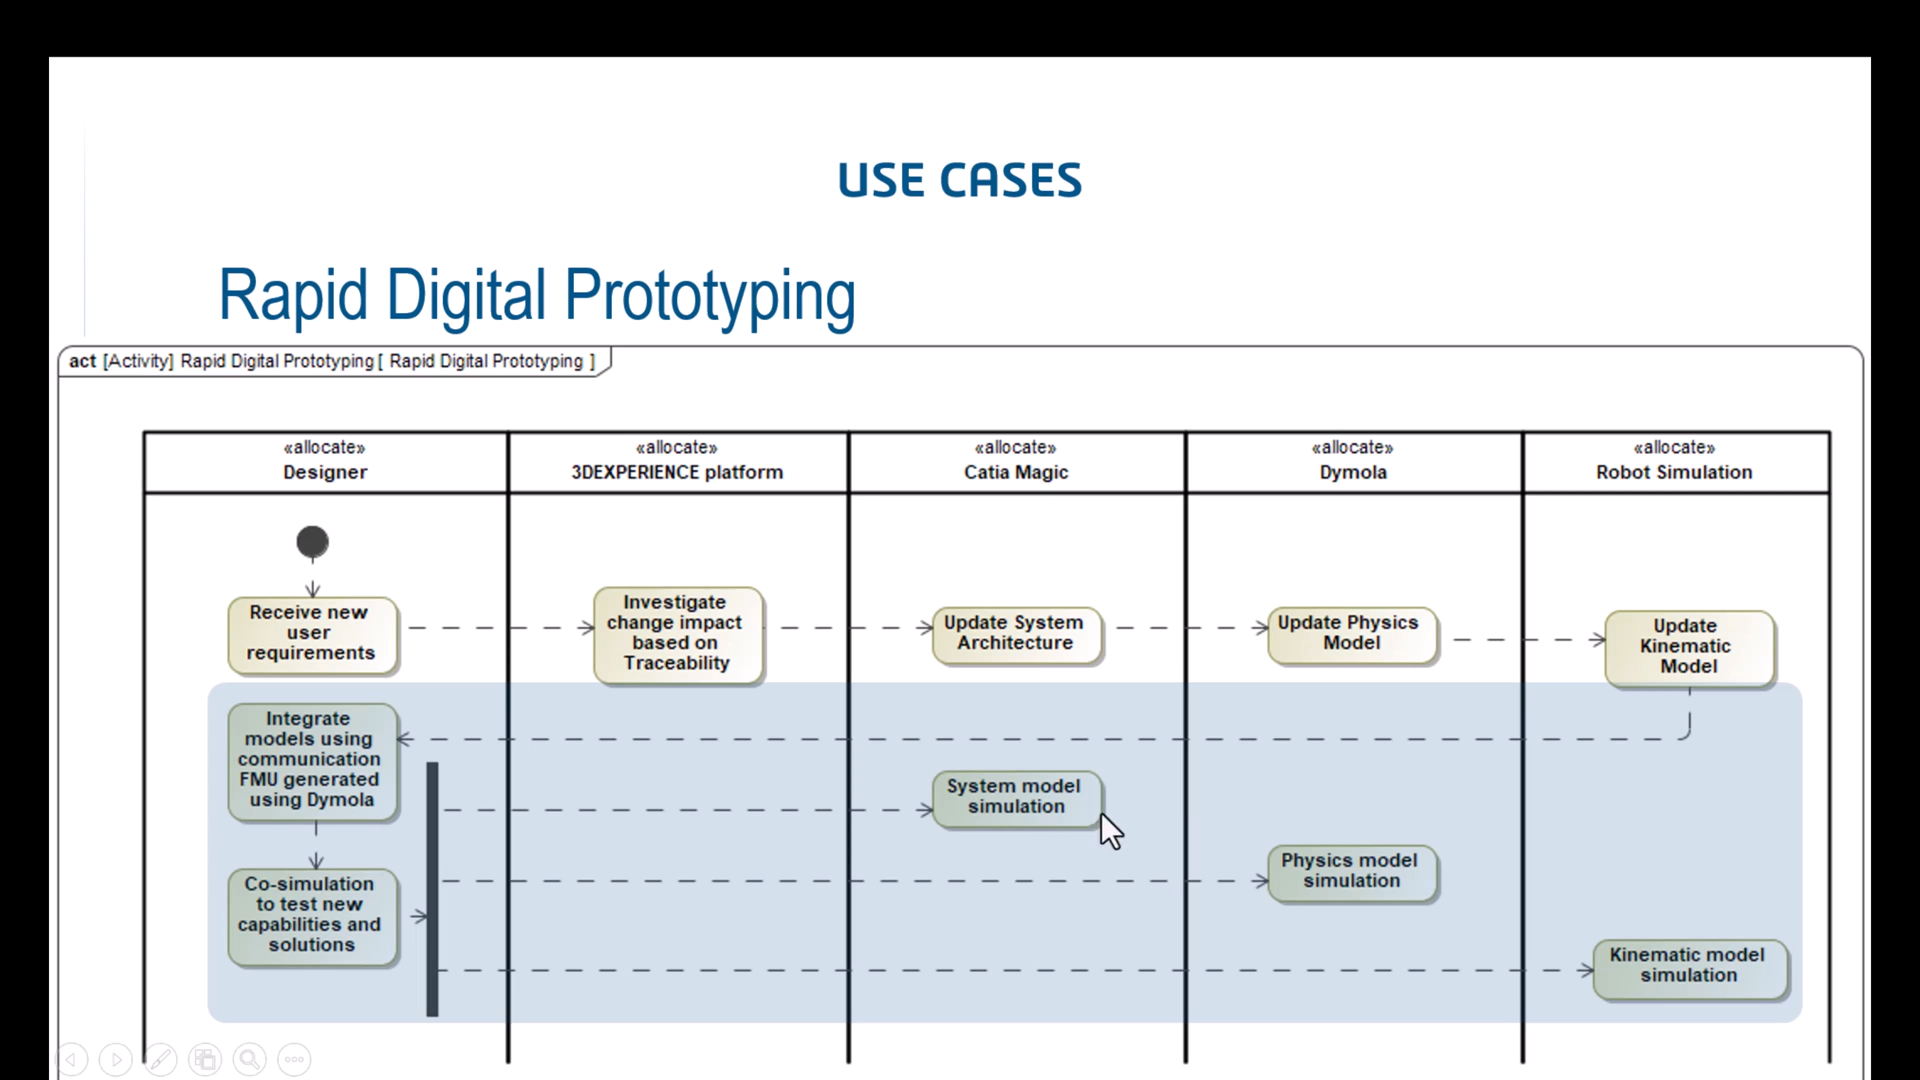 USE CASES
Rapid Digital Prototyping
act [Activity] Rapid Digital Prototyping [ Rapid Digital Prototyping ]
«allocate»
Designer
«allocate»
3DEXPERIENCE platform
«allocate»
Catia Magic
«allocate»
Dymola
«allocate»
Robot Simulation
Receive new
user
requirements
Investigate
change impact
based on
Traceability
Update System
Architecture
Update Physics
Model
Update
Kinematic
Model
Integrate
models using
communication
FMU generated
using Dymola
System model
simulation
Physics model
simulation
Co-simulation
to test new
capabilities and
solutions
Kinematic model
simulation